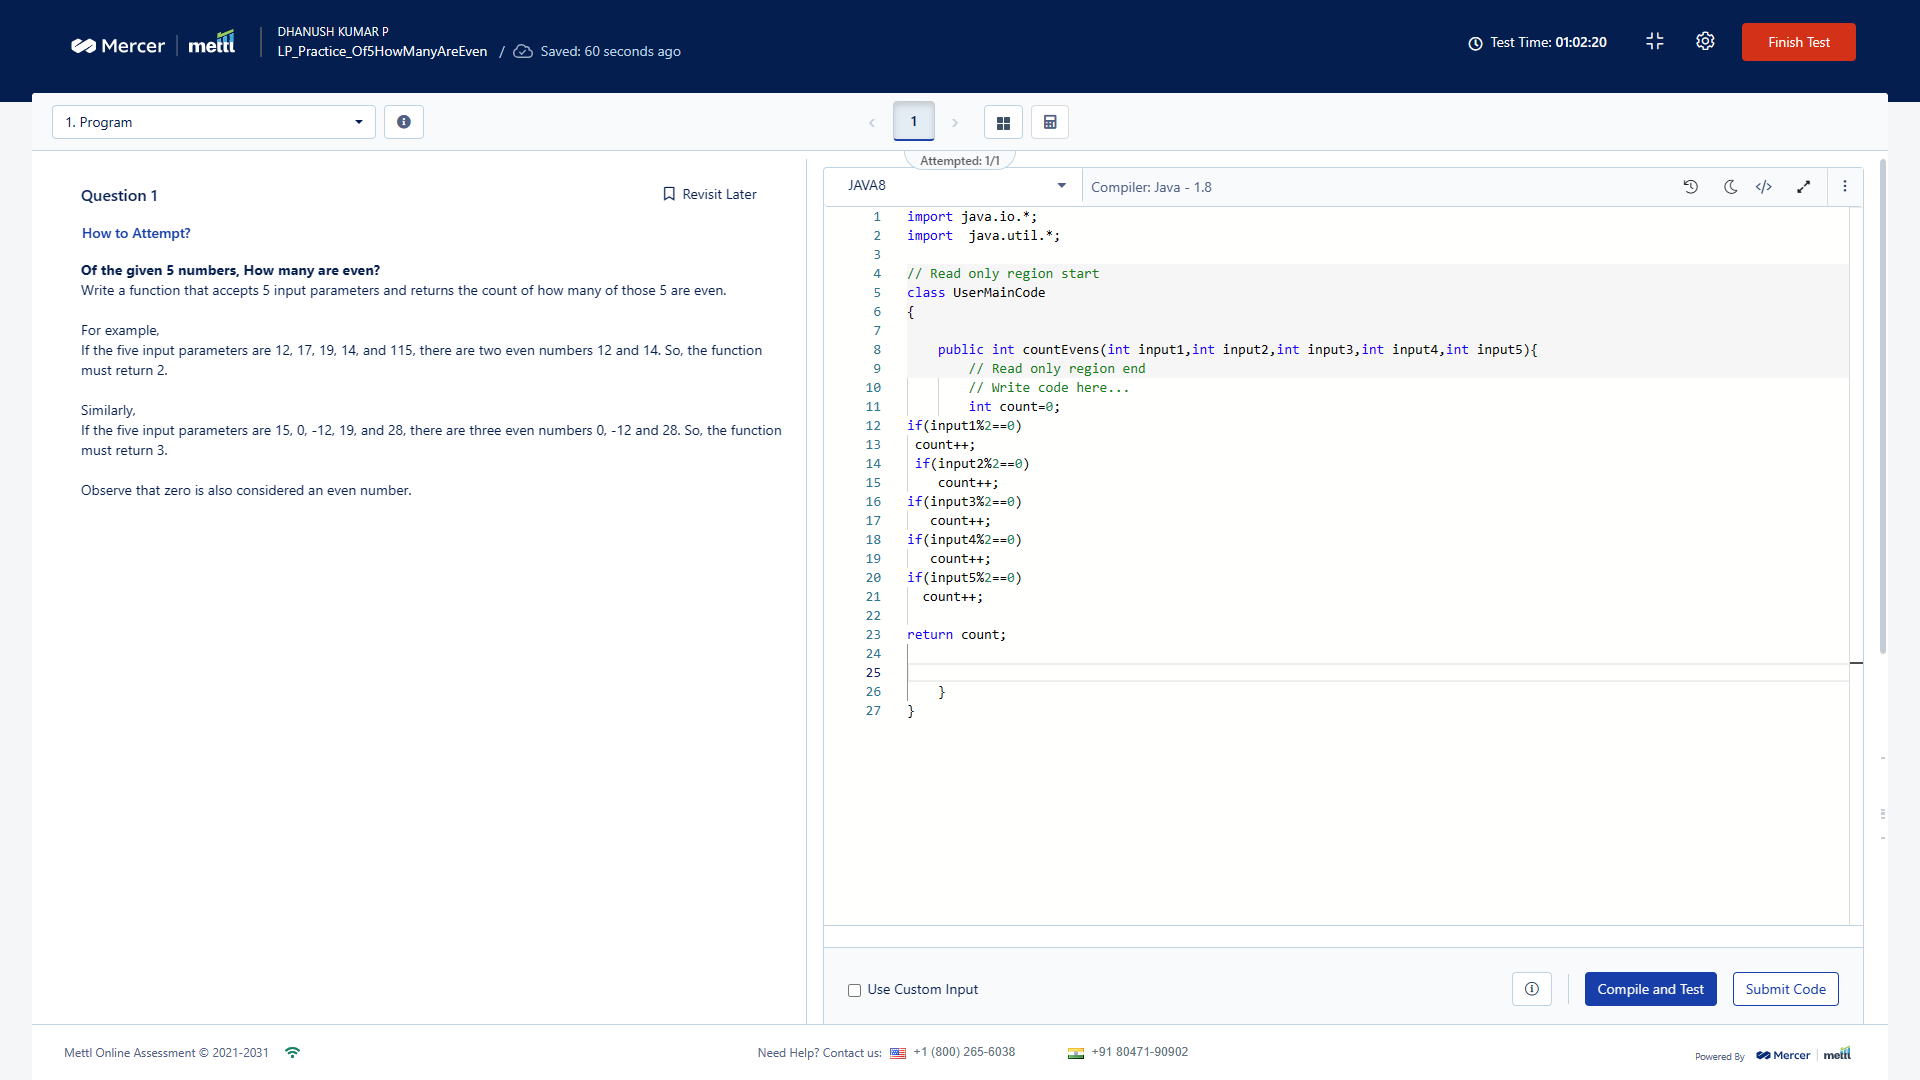 Mercer | mettl
DHANUSH KUMAR P
LP_Practice_Of5HowManyAreEven / Saved: 60 seconds ago
Test Time: 01:02:20
Finish Test
1. Program
1
Attempted: 1/1
Question 1
Revisit Later
How to Attempt?
Of the given 5 numbers, How many are even?
Write a function that accepts 5 input parameters and returns the count of how many of those 5 are even.
For example,
If the five input parameters are 12, 17, 19, 14, and 115, there are two even numbers 12 and 14. So, the function
must return 2.
Similarly,
If the five input parameters are 15, 0, -12, 19, and 28, there are three even numbers 0, -12 and 28. So, the function
must return 3.
Observe that zero is also considered an even number.
JAVA8
Compiler: Java - 1.8
1 import java.io.*;
2 import  java.util.*;
3
4 // Read only region start
5 class UserMainCode
6 {
7
8     public int countEvens(int input1,int input2,int input3,int input4,int input5){
9         // Read only region end
10         // Write code here...
11         int count=0;
12 if(input1%2==0)
13  count++;
14  if(input2%2==0)
15     count++;
16 if(input3%2==0)
17    count++;
18 if(input4%2==0)
19    count++;
20 if(input5%2==0)
21   count++;
22
23 return count;
24
25
26     }
27 }
Use Custom Input
Compile and Test
Submit Code
Mettl Online Assessment © 2021-2031
Need Help? Contact us: +1 (800) 265-6038
+91 80471-90902
Powered By Mercer | mettl